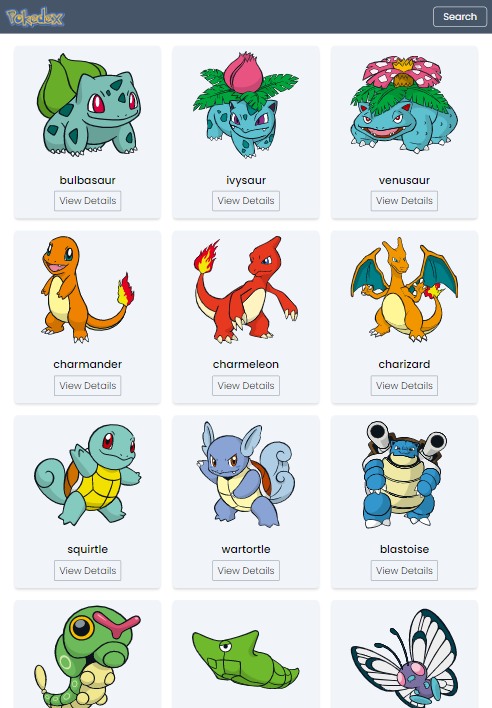 Pokedex
Search
bulbasaur
ivysaur
venusaur
View Details
View Details
View Details
charmander
charmeleon
charizard
View Details
View Details
View Details
squirtle
wartortle
blastoise
View Details
View Details
View Details